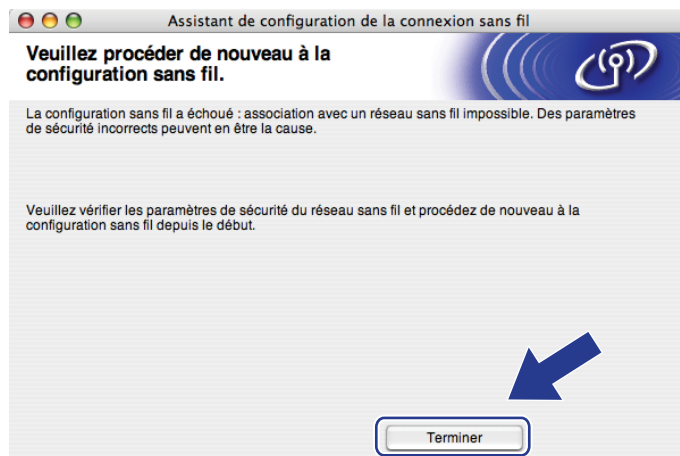 Assistant de configuration de la connexion sans fil
Veuillez procéder de nouveau à la
configuration sans fil.
La configuration sans fil a échoué : association avec un réseau sans fil impossible. Des paramètres
de sécurité incorrects peuvent en être la cause.
Veuillez vérifier les paramètres de sécurité du réseau sans fil et procédez de nouveau à la
configuration sans fil depuis le début.
Terminer